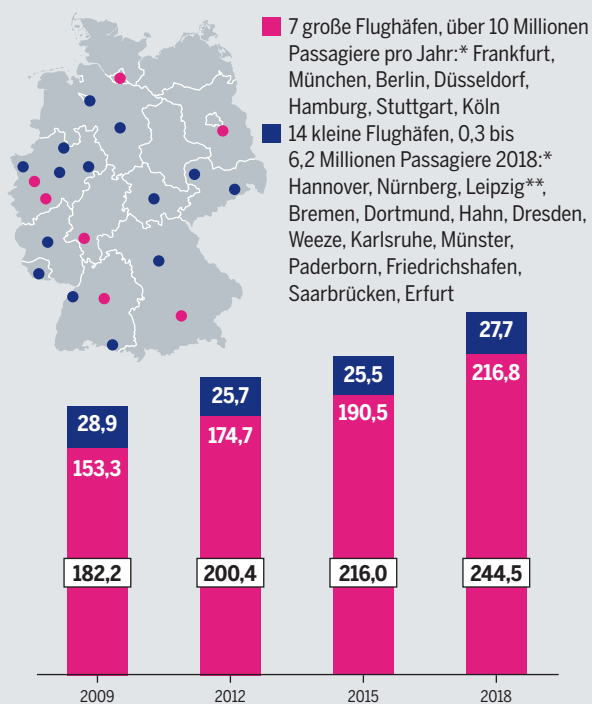 7 große Flughäfen, über 10 Millionen
Passagiere pro Jahr:* Frankfurt,
München, Berlin, Düsseldorf,
Hamburg, Stuttgart, Köln
14 kleine Flughäfen, 0,3 bis
6,2 Millionen Passagiere 2018:*
Hannover, Nürnberg, Leipzig**,
Bremen, Dortmund, Hahn, Dresden,
Weeze, Karlsruhe, Münster,
Paderborn, Friedrichshafen,
Saarbrücken, Erfurt
28,9
153,3
182,2
25,7
174,7
200,4
25,5
190,5
216,0
27,7
216,8
244,5
2009
2012
2015
2018